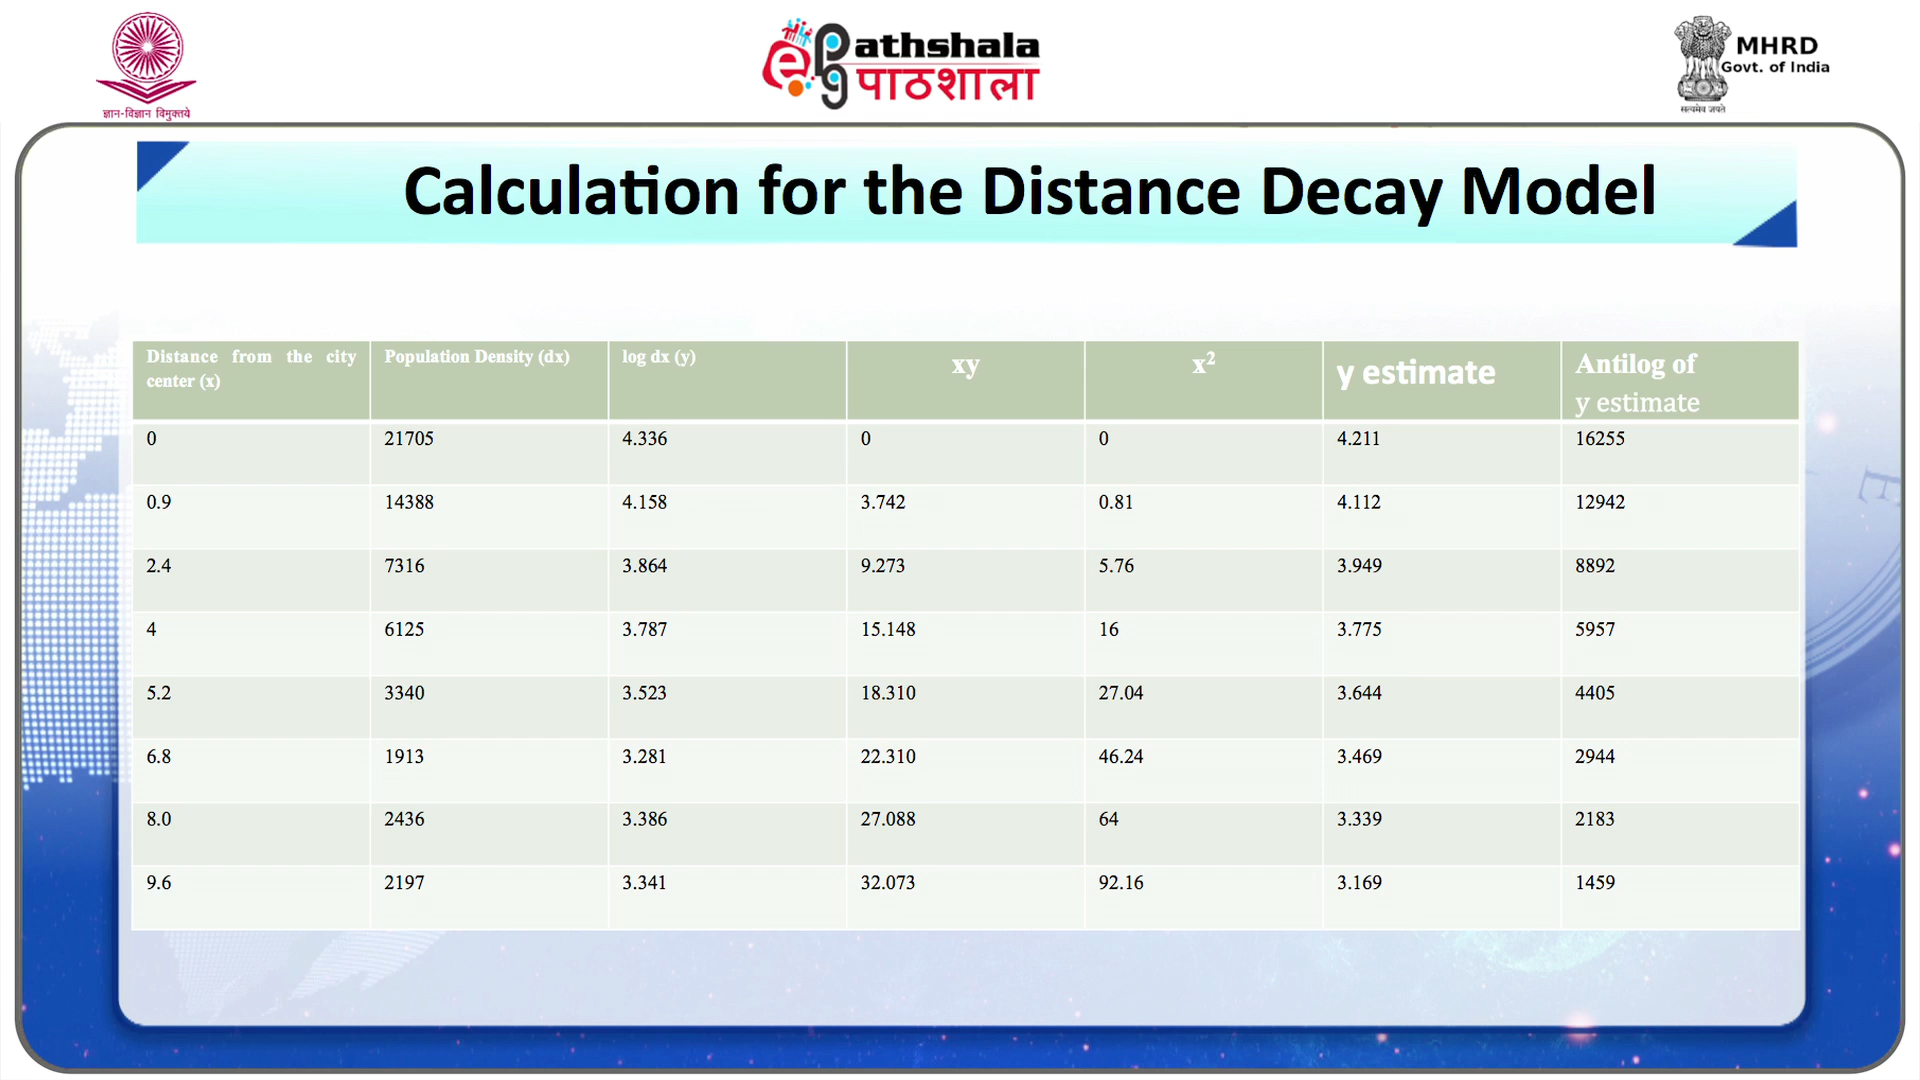 ज्ञान-विज्ञान विमुक्तये
epg Pathshala
पाठशाला
MHRD
Govt. of India
सत्यमेव जयते
Calculation for the Distance Decay Model
Distance from the city center (x) Population Density (dx) log dx (y) xy x² y estimate Antilog of y estimate
0 21705 4.336 0 0 4.211 16255
0.9 14388 4.158 3.742 0.81 4.112 12942
2.4 7316 3.864 9.273 5.76 3.949 8892
4 6125 3.787 15.148 16 3.775 5957
5.2 3340 3.523 18.310 27.04 3.644 4405
6.8 1913 3.281 22.310 46.24 3.469 2944
8.0 2436 3.386 27.088 64 3.339 2183
9.6 2197 3.341 32.073 92.16 3.169 1459
E